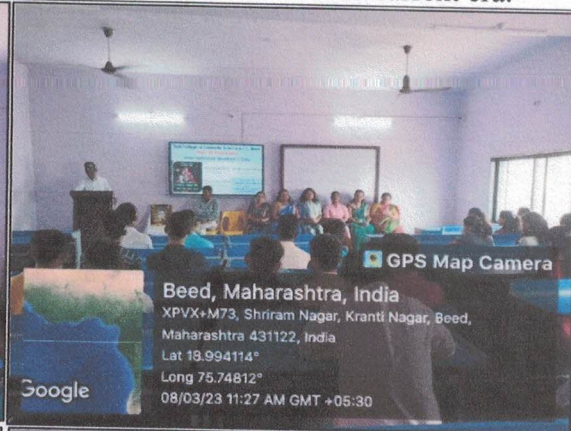 GPS Map Camera
Beed, Maharashtra, India
XPVX+M73, Shriram Nagar, Kranti Nagar, Beed,
Maharashtra 431122, India
Lat 18.994114°
Long 75.74812°
08/03/23 11:27 AM GMT +05:30
Google